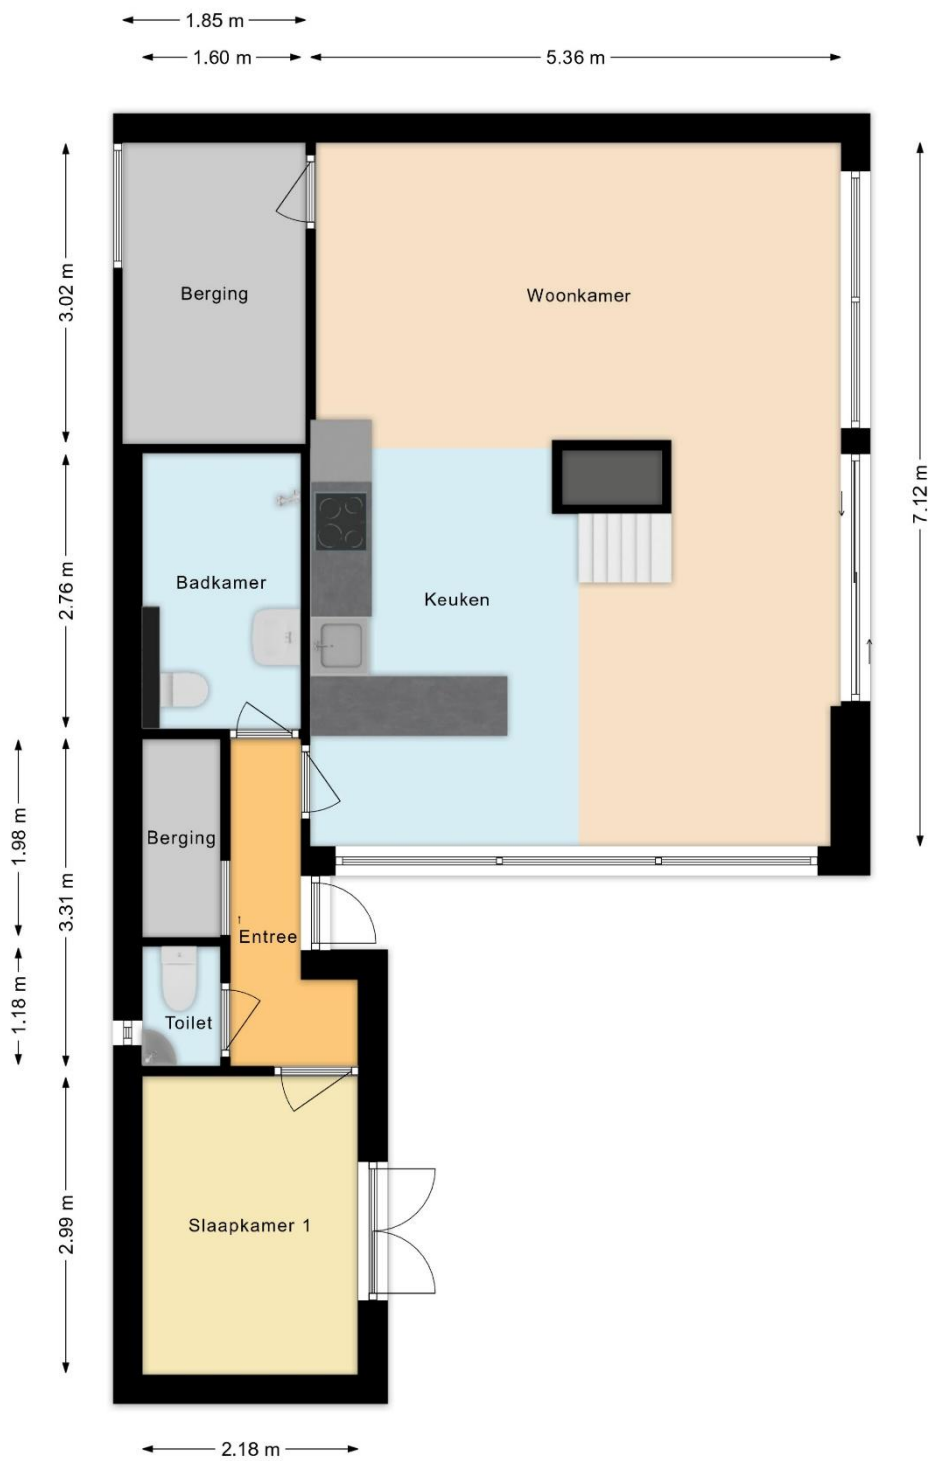 1.85 m
1.60 m
5.36 m
3.02 m
Berging
Woonkamer
7.12 m
2.76 m
Badkamer
Keuken
1.98 m
3.31 m
Berging
Entree
1.18 m
Toilet
2.99 m
Slaapkamer 1
2.18 m